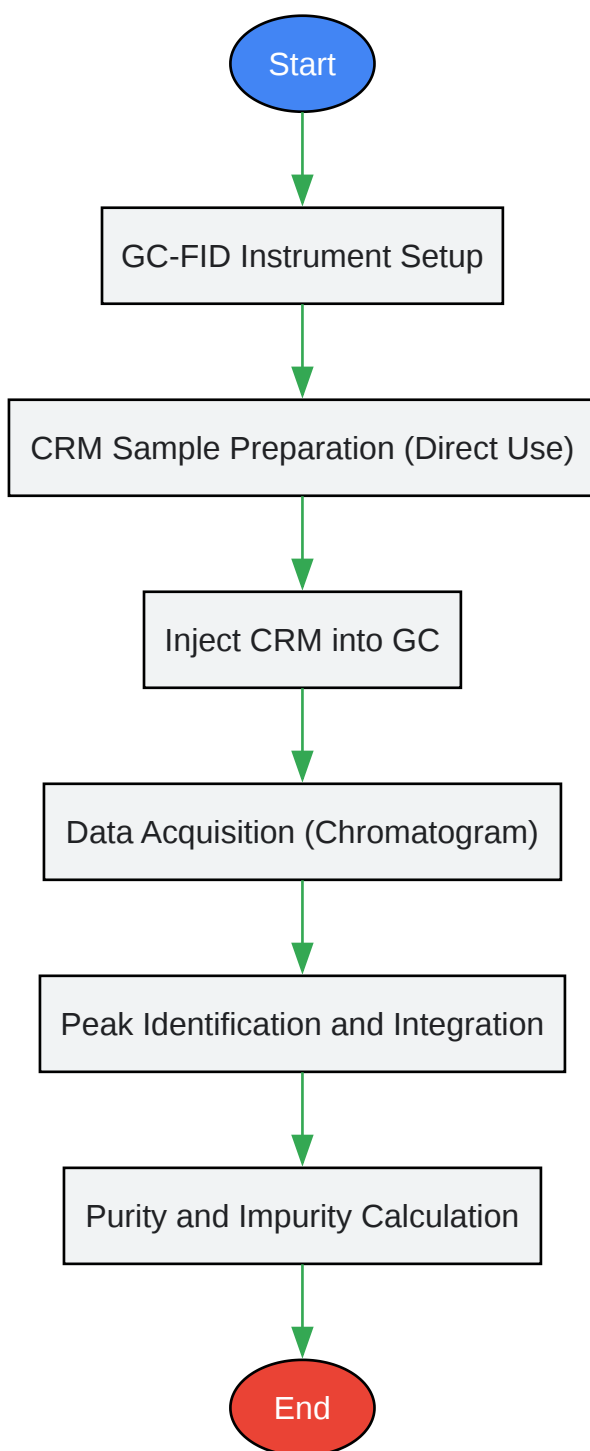 Start
GC-FID Instrument Setup
CRM Sample Preparation (Direct Use)
Inject CRM into GC
Data Acquisition (Chromatogram)
Peak Identification and Integration
Purity and Impurity Calculation
End